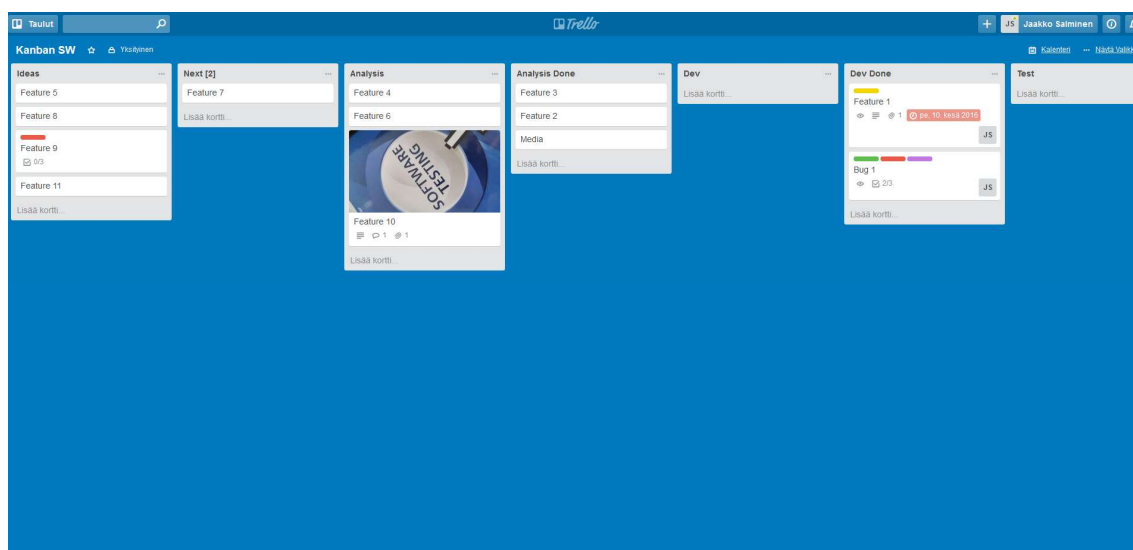 Taulut
Trello
JS Jaakko Salminen
Kanban SW
Yksityinen
Kalenteri
... Näytä Valikk
Ideas
Feature 5
Feature 8
Feature 9
0/3
Feature 11
Lisää kortti...
Next [2]
Feature 7
Lisää kortti...
Analysis
Feature 4
Feature 6
SOFTWARE
TESTING
Feature 10
1 1
Lisää kortti...
Analysis Done
Feature 3
Feature 2
Media
Lisää kortti...
Dev
Lisää kortti...
Dev Done
Feature 1
1 pe, 10. kesä 2016
JS
Bug 1
2/3
JS
Lisää kortti...
Test
Lisää kortti...